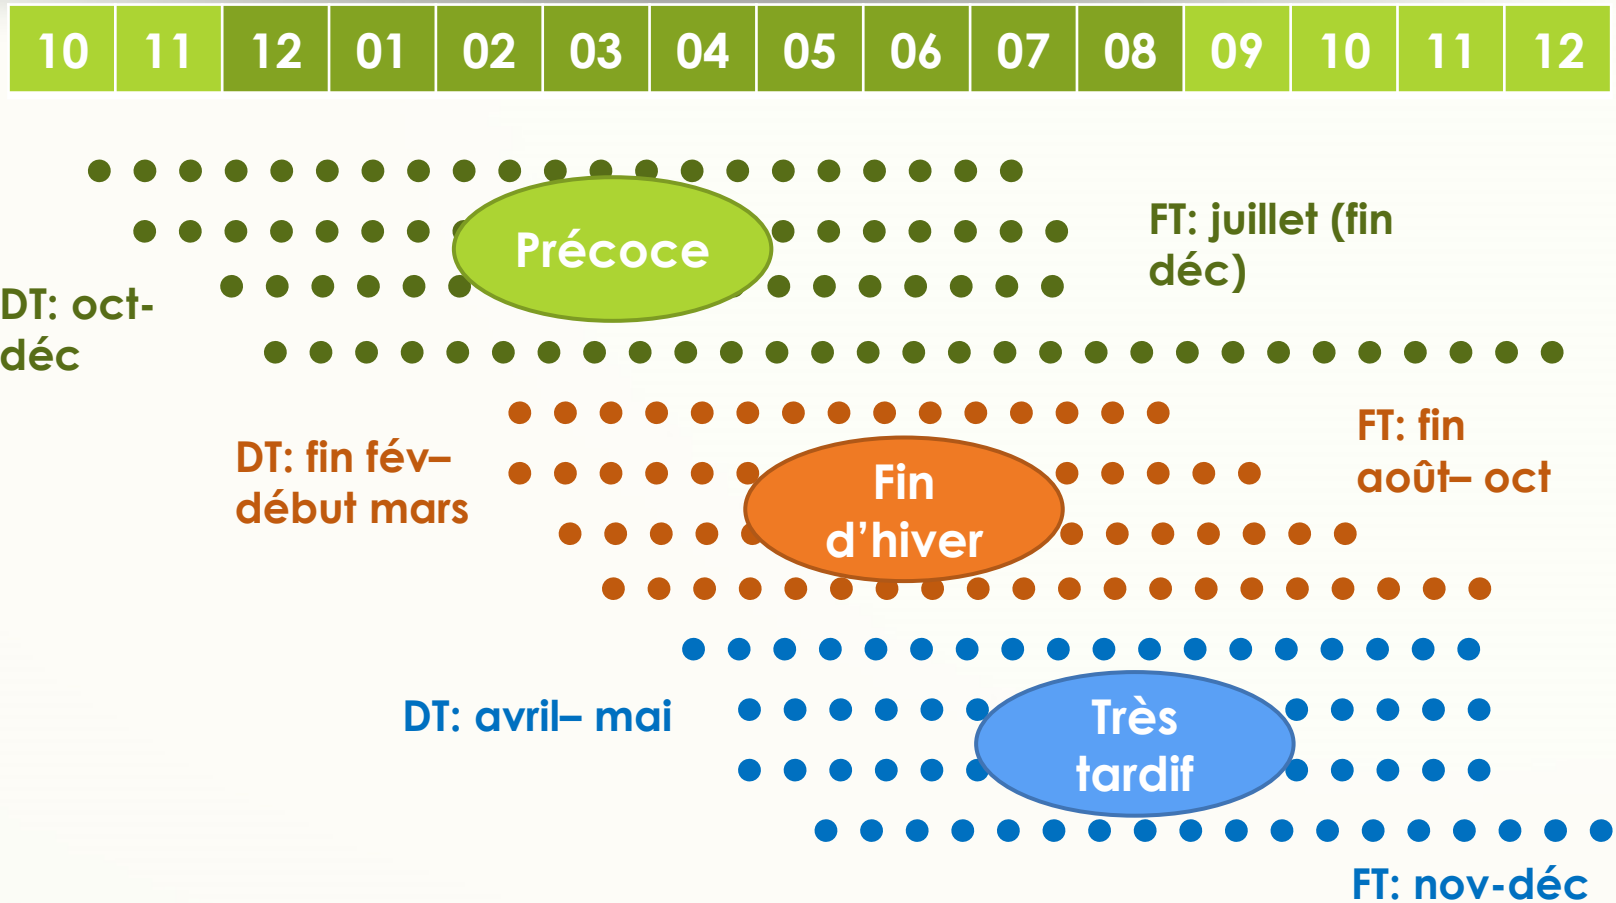 10 11 12 01 02 03 04 05 06 07 08 09 10 11 12
Précoce
FT: juillet (fin
déc)
DT: oct-
déc
DT: fin fév–
début mars
Fin
d’hiver
FT: fin
août– oct
DT: avril– mai
Très
tardif
FT: nov-déc